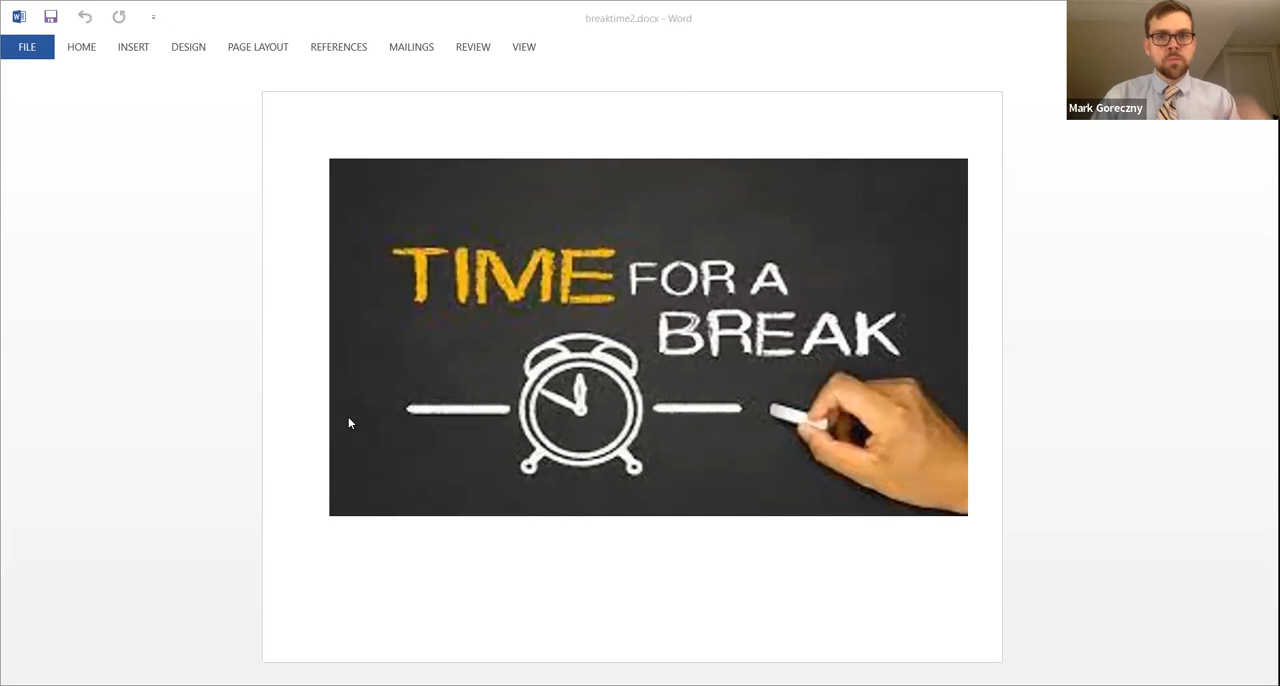 breaktime2.docx - Word
FILE HOME INSERT DESIGN PAGE LAYOUT REFERENCES MAILINGS REVIEW VIEW
Mark Goreczny
TIME FOR A
BREAK